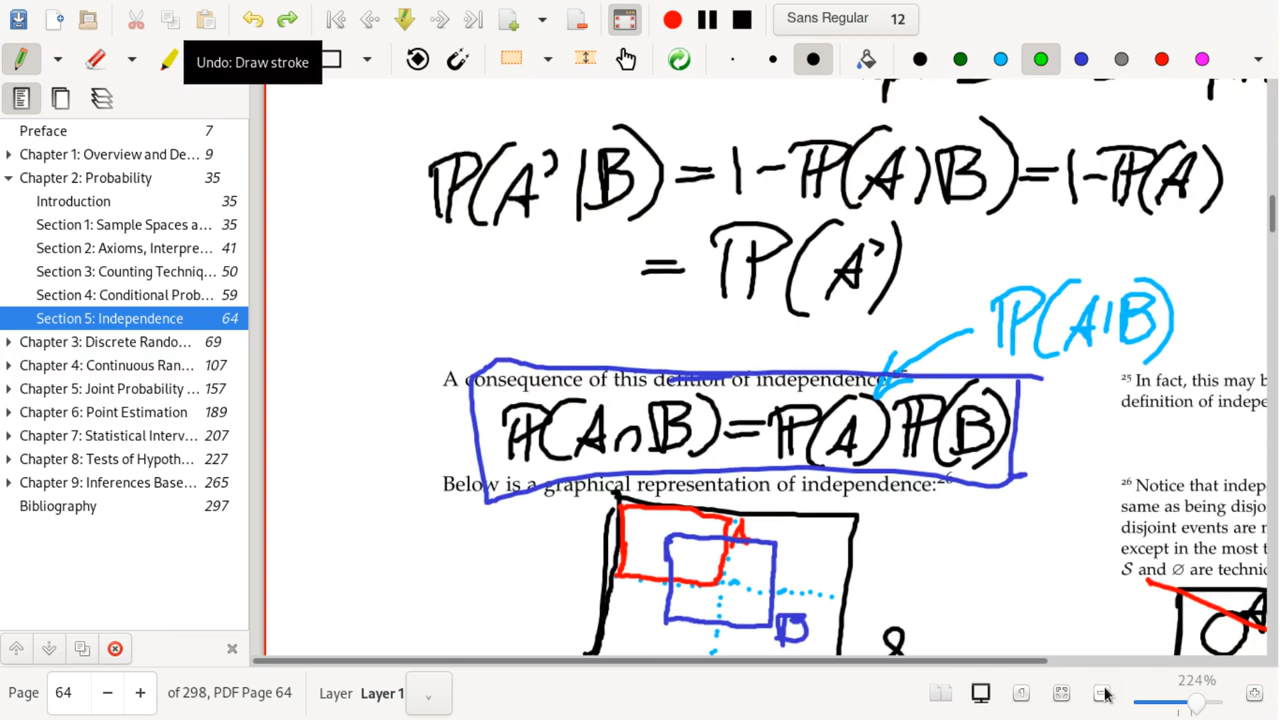 Sans Regular 12
Undo: Draw stroke
Preface 7
Chapter 1: Overview and De... 9
Chapter 2: Probability 35
Introduction 35
Section 1: Sample Spaces a... 35
Section 2: Axioms, Interpre... 41
Section 3: Counting Techniq... 50
Section 4: Conditional Prob... 59
Section 5: Independence 64
Chapter 3: Discrete Rando... 69
Chapter 4: Continuous Ran... 107
Chapter 5: Joint Probability ... 157
Chapter 6: Point Estimation 189
Chapter 7: Statistical Interv... 207
Chapter 8: Tests of Hypoth... 227
Chapter 9: Inferences Base... 265
Bibliography 297
ℙ(A'|B) = 1-ℙ(A|B) = 1-ℙ(A)
= ℙ(A')
ℙ(A|B)
A consequence of this defition of independence:²⁵
ℙ(A∩B)=ℙ(A)ℙ(B)
Below is a graphical representation of independence:²⁶
A
B
8
²⁵ In fact, this may b
definition of indepe
²⁶ Notice that indep
same as being disjo
disjoint events are r
except in the most t
S and ∅ are technic
A
Page 64 of 298, PDF Page 64 Layer Layer 1 224%